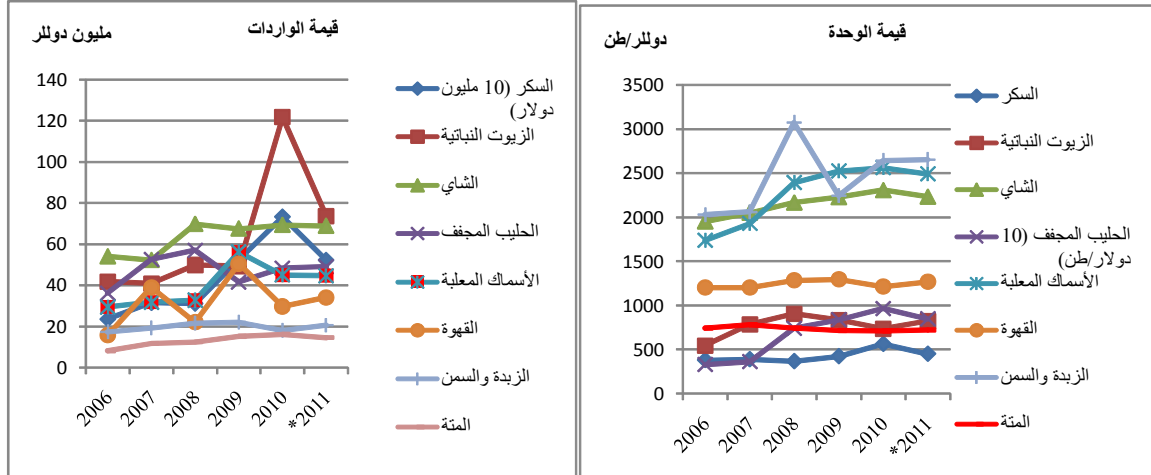 قيمة الواردات
مليون دوللر
140
120
100
80
60
40
20
0
2006
2007
2008
2009
2010
*2011
السكر (10 مليون
دولار)
الزيوت النباتية
الشاي
الحليب المجفف
الأسماك المعلبة
القهوة
الزبدة والسمن
المتة
قيمة الوحدة
دوللر/طن
3500
3000
2500
2000
1500
1000
500
0
2006
2007
2008
2009
2010
*2011
السكر
الزيوت النباتية
الشاي
الحليب المجفف (10
دولار/طن)
الأسماك المعلبة
القهوة
الزبدة والسمن
المتة